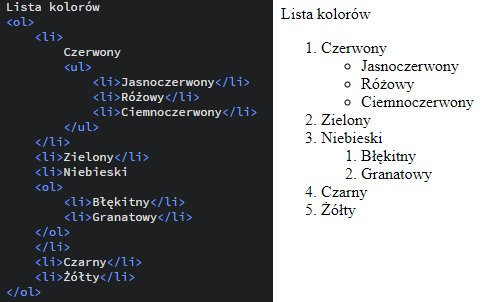 Lista kolorów
<ol>
    <li>
        Czerwony
        <ul>
            <li>Jasnoczerwony</li>
            <li>Różowy</li>
            <li>Ciemnoczerwony</li>
        </ul>
    </li>
    <li>Zielony</li>
    <li>Niebieski
    <ol>
        <li>Błękitny</li>
        <li>Granatowy</li>
    </ol>
    </li>
    <li>Czarny</li>
    <li>Żółty</li>
</ol>
Lista kolorów
1. Czerwony
◦ Jasnoczerwony
◦ Różowy
◦ Ciemnoczerwony
2. Zielony
3. Niebieski
1. Błękitny
2. Granatowy
4. Czarny
5. Żółty